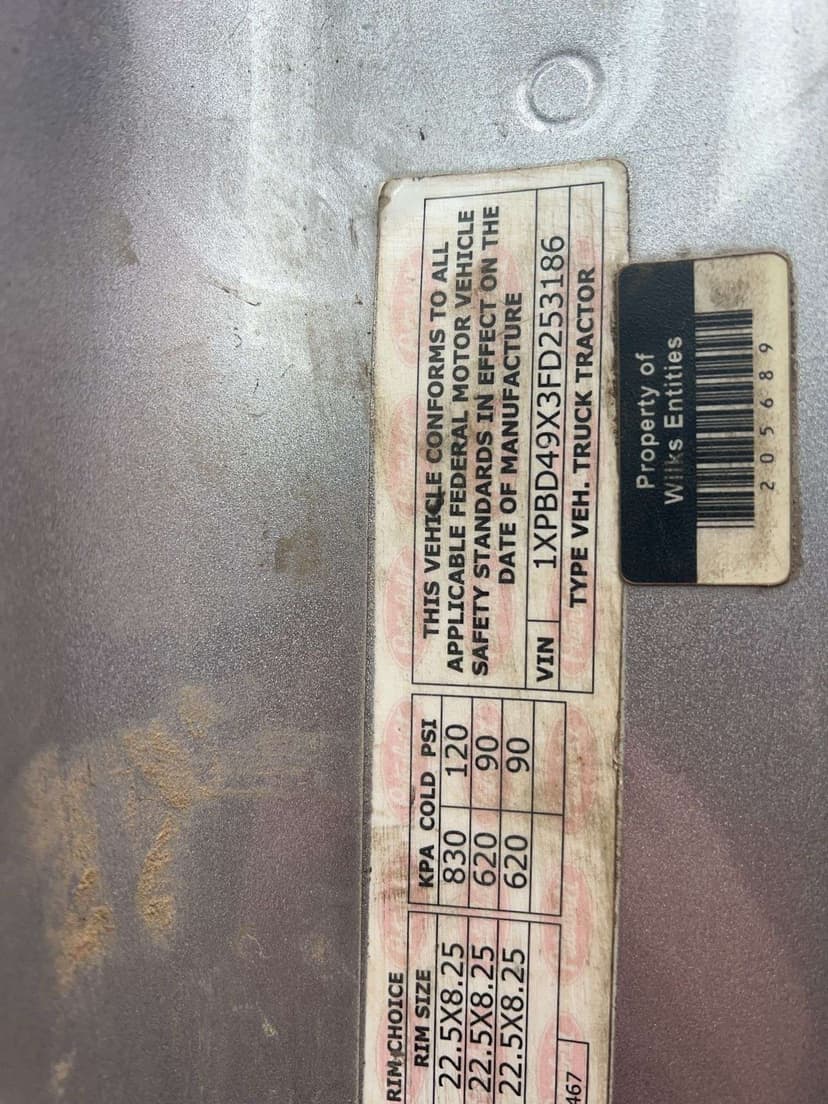 RIM CHOICE
RIM SIZE
22.5X8.25
22.5X8.25
22.5X8.25
467
KPA COLD PSI
830 120
620 90
620 90
THIS VEHICLE CONFORMS TO ALL
APPLICABLE FEDERAL MOTOR VEHICLE
SAFETY STANDARDS IN EFFECT ON THE
DATE OF MANUFACTURE
VIN 1XPBD49X3FD253186
TYPE VEH. TRUCK TRACTOR
Property of
Wilks Entities
205689